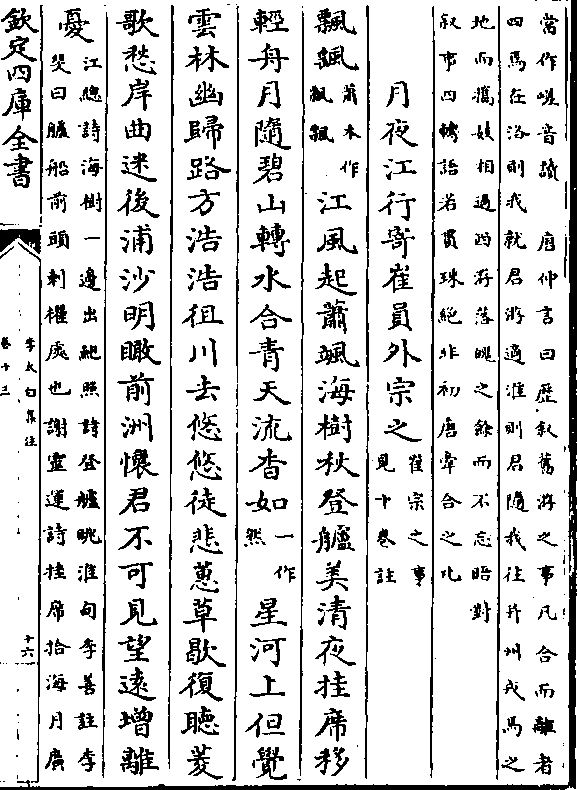 當作嵯音讀　唐仲言曰歷叙舊游之事凡合而離者
四焉在洛則我就君游適淮則君隨我往并州戎馬之
地而攜妓相過西游落魄之餘而不忘晤對
叙事四轉語若貫珠絶非初唐牽合之比
月夜江行寄崔員外宗之
崔宗之事
見十卷註
飄飄
蕭本作
飄颻
江風起蕭颯海樹秋登艫美清夜挂席移
輕舟月隨碧山轉水合青天流杳如
一作
然
星河上但覺
雲林幽歸路方浩浩徂川去悠悠徒悲蕙草歇復聽菱
歌愁岸曲迷後浦沙明瞰前洲懷君不可見望遠增離
憂
江總詩海樹一邊出鮑照詩登艫眺淮甸李善註李
斐曰艫船前頭刺櫂處也謝靈運詩挂席拾海月廣
欽定四庫全書
李太白集注
卷十三
十六